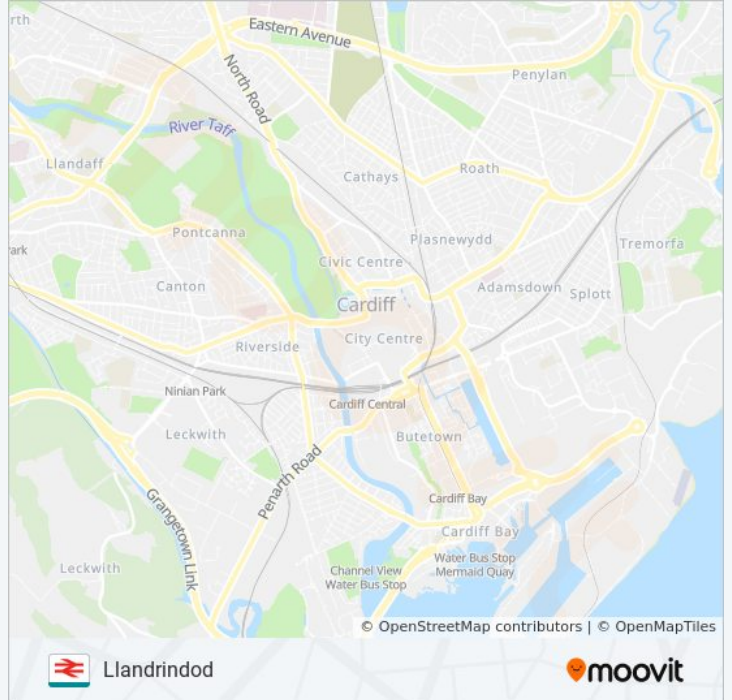 rth
Eastern Avenue
North Road
Penylan
River Taff
Llandaff
Cathays
Roath
Pontcanna
Plasnewydd
Tremorfa
ark
Civic Centre
Canton
Adamsdown
Splott
Cardiff
City Centre
Riverside
Ninian Park
Cardiff Central
Leckwith
Butetown
Penarth Road
Grangetown Link
Cardiff Bay
Cardiff Bay
Leckwith
Channel View
Water Bus Stop
Water Bus Stop
Mermaid Quay
© OpenStreetMap contributors | © OpenMapTiles
Llandrindod
moovit